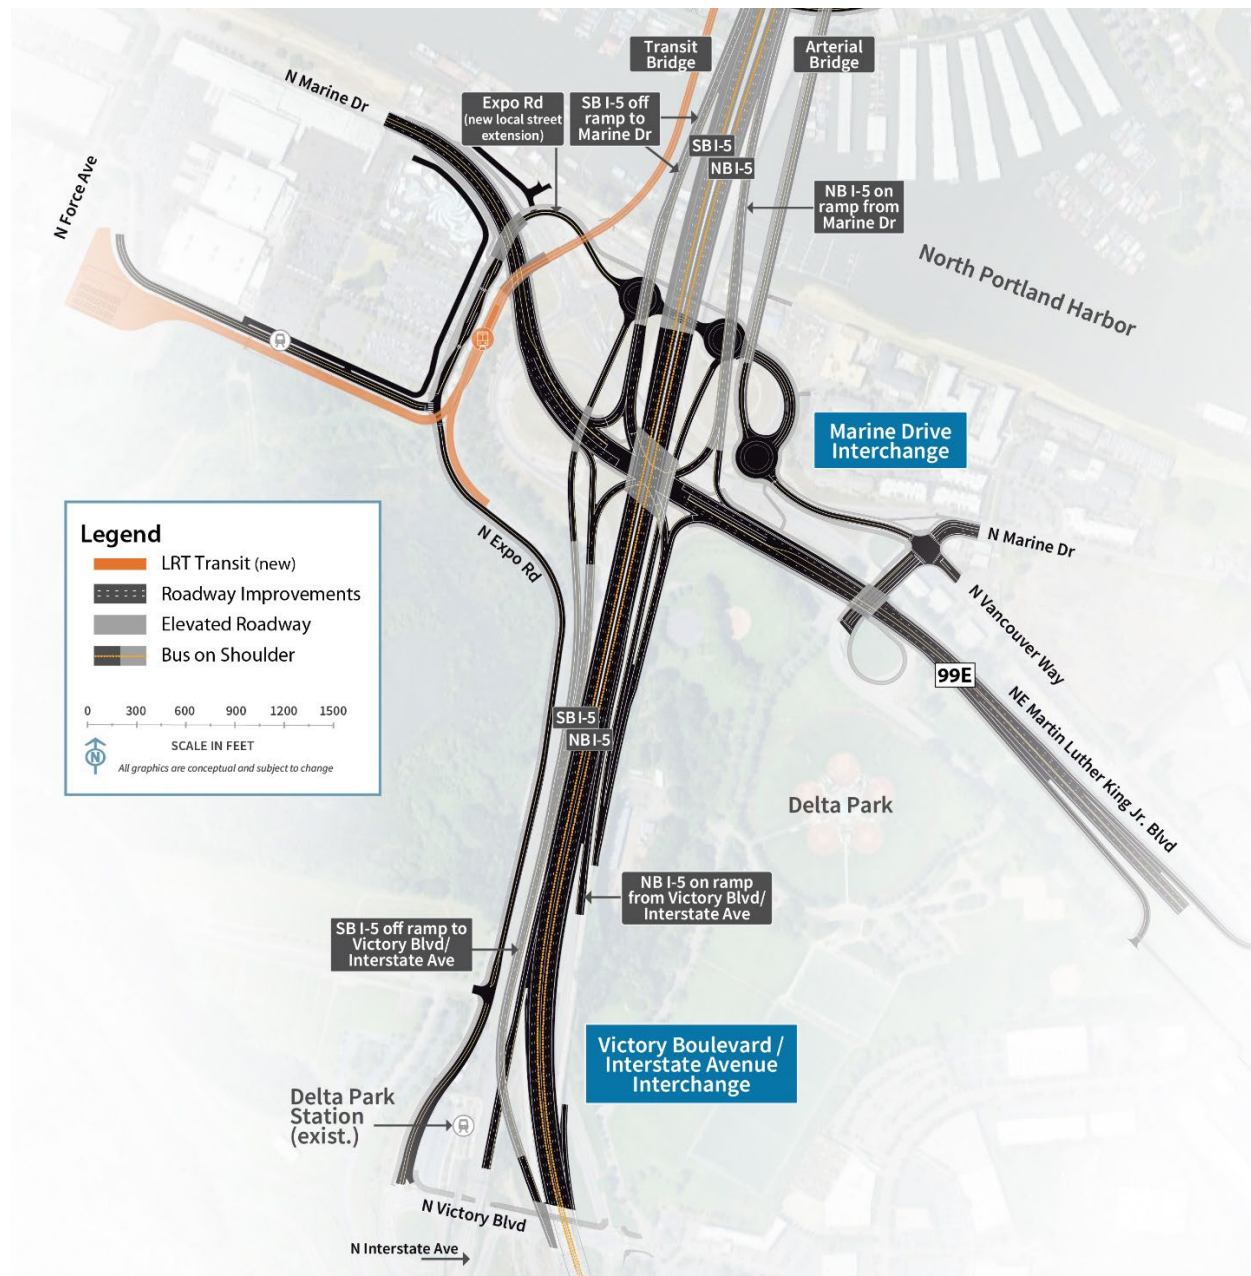 Transit
Bridge
Arterial
Bridge
N Marine Dr
Expo Rd
(new local street
extension)
SB I-5 off
ramp to
Marine Dr
SB I-5
NB I-5
N Force Ave
NB I-5 on
ramp from
Marine Dr
North Portland Harbor
Marine Drive
Interchange
Legend
LRT Transit (new)
Roadway Improvements
Elevated Roadway
Bus on Shoulder
0 300 600 900 1200 1500
SCALE IN FEET
N
All graphics are conceptual and subject to change
N Expo Rd
N Marine Dr
N Vancouver Way
99E
NE Martin Luther King Jr. Blvd
SB I-5
NB I-5
Delta Park
NB I-5 on ramp
from Victory Blvd/
Interstate Ave
SB I-5 off ramp to
Victory Blvd/
Interstate Ave
Victory Boulevard /
Interstate Avenue
Interchange
Delta Park
Station
(exist.)
N Victory Blvd
N Interstate Ave